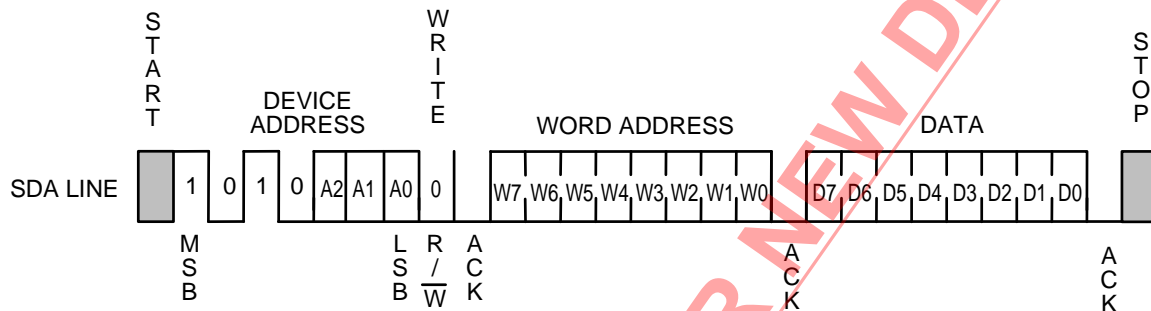 START
WRITE
STOP
DEVICE
ADDRESS
WORD ADDRESS
DATA
SDA LINE
1 0 1 0 A2 A1 A0 0 W7 W6 W5 W4 W3 W2 W1 W0 D7 D6 D5 D4 D3 D2 D1 D0
MSB
LSB
R/W
ACK
ACK
ACK
R NEW DE